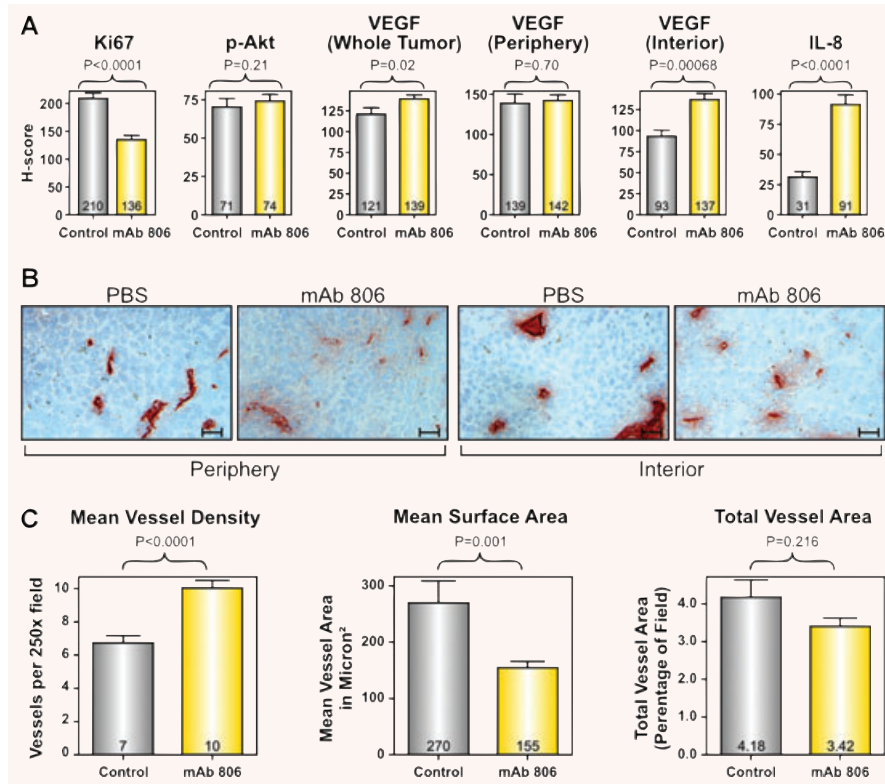 A
Ki67
P<0.0001
H-score
200
150
100
50
0
210
136
Control mAb 806
p-Akt
P=0.21
75
50
25
0
71
74
Control mAb 806
VEGF
(Whole Tumor)
P=0.02
125
100
75
50
25
0
121
139
Control mAb 806
VEGF
(Periphery)
P=0.70
150
100
50
0
139
142
Control mAb 806
VEGF
(Interior)
P=0.00068
125
100
75
50
25
0
93
137
Control mAb 806
IL-8
P<0.0001
100
75
50
25
0
31
91
Control mAb 806
B
PBS
mAb 806
PBS
mAb 806
Periphery
Interior
C
Mean Vessel Density
P<0.0001
Vessels per 250x field
10
8
6
4
2
0
7
10
Control
mAb 806
Mean Surface Area
P=0.001
Mean Vessel Area
in Micron²
300
200
100
0
270
155
Control
mAb 806
Total Vessel Area
P=0.216
Total Vessel Area
(Perentage of Field)
4.0
3.0
2.0
1.0
0.0
4.18
3.42
Control
mAb 806